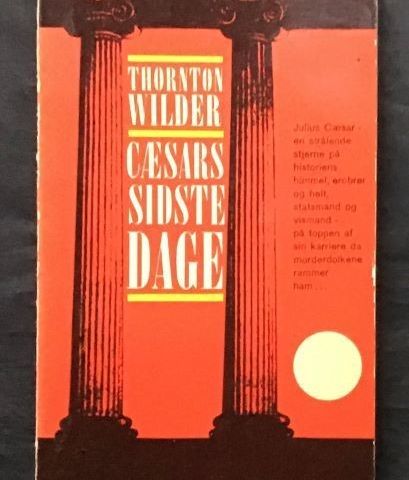 THORNTON
WILDER
CÆSARS
SIDSTE
DAGE
Julius Cæsar -
en strålende
stjerne på
historiens
himmel, erobrer
og helt,
statsmand og
vismand -
på toppen af
sin karriere da
morderdolkene
rammer
ham...